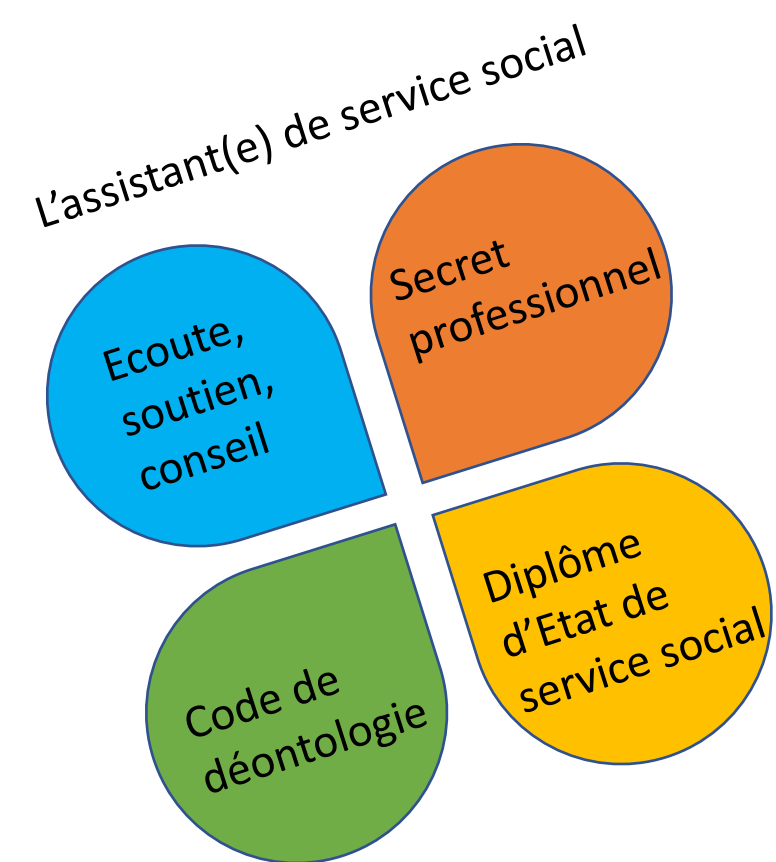 L'assistant(e) de service social
Ecoute,
soutien,
conseil
Secret
professionnel
Code de
déontologie
Diplôme
d'Etat de
service social